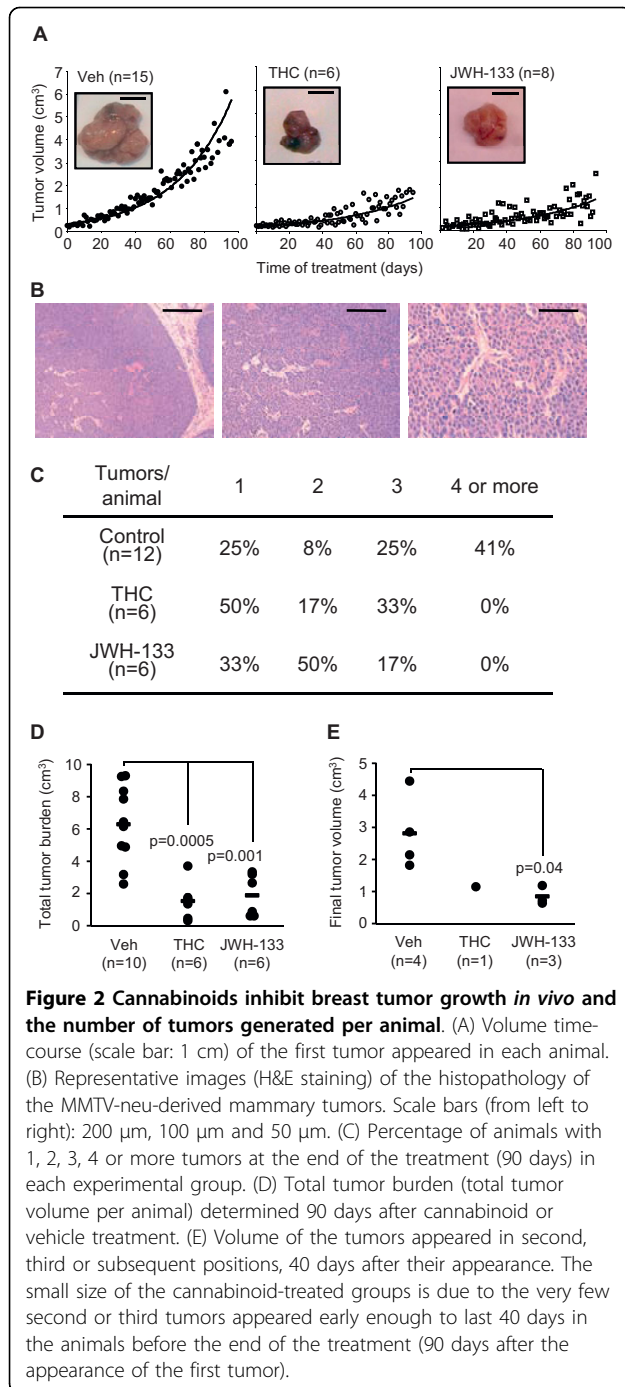 A
Veh (n=15)
THC (n=6)
JWH-133 (n=8)
Tumor volume (cm3)
7
6
5
4
3
2
1
0
0 20 40 60 80 100
20 40 60 80 100
20 40 60 80 100
Time of treatment (days)
B
C
Tumors/
animal
1 2 3 4 or more
Control
(n=12)
25% 8% 25% 41%
THC
(n=6)
50% 17% 33% 0%
JWH-133
(n=6)
33% 50% 17% 0%
D
Total tumor burden (cm3)
10
8
6
4
2
0
p=0.0005
p=0.001
Veh THC JWH-133
(n=10) (n=6) (n=6)
E
Final tumor volume (cm3)
5
4
3
2
1
0
p=0.04
Veh THC JWH-133
(n=4) (n=1) (n=3)
Figure 2 Cannabinoids inhibit breast tumor growth in vivo and
the number of tumors generated per animal. (A) Volume time-
course (scale bar: 1 cm) of the first tumor appeared in each animal.
(B) Representative images (H&E staining) of the histopathology of
the MMTV-neu-derived mammary tumors. Scale bars (from left to
right): 200 μm, 100 μm and 50 μm. (C) Percentage of animals with
1, 2, 3, 4 or more tumors at the end of the treatment (90 days) in
each experimental group. (D) Total tumor burden (total tumor
volume per animal) determined 90 days after cannabinoid or
vehicle treatment. (E) Volume of the tumors appeared in second,
third or subsequent positions, 40 days after their appearance. The
small size of the cannabinoid-treated groups is due to the very few
second or third tumors appeared early enough to last 40 days in
the animals before the end of the treatment (90 days after the
appearance of the first tumor).